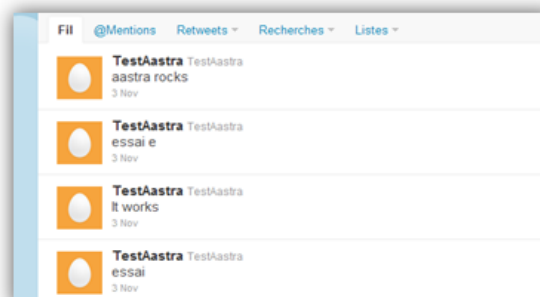 Fil @Mentions Retweets Recherches Listes
TestAastra TestAastra
aastra rocks
3 Nov
TestAastra TestAastra
essai e
3 Nov
TestAastra TestAastra
It works
3 Nov
TestAastra TestAastra
essai
3 Nov